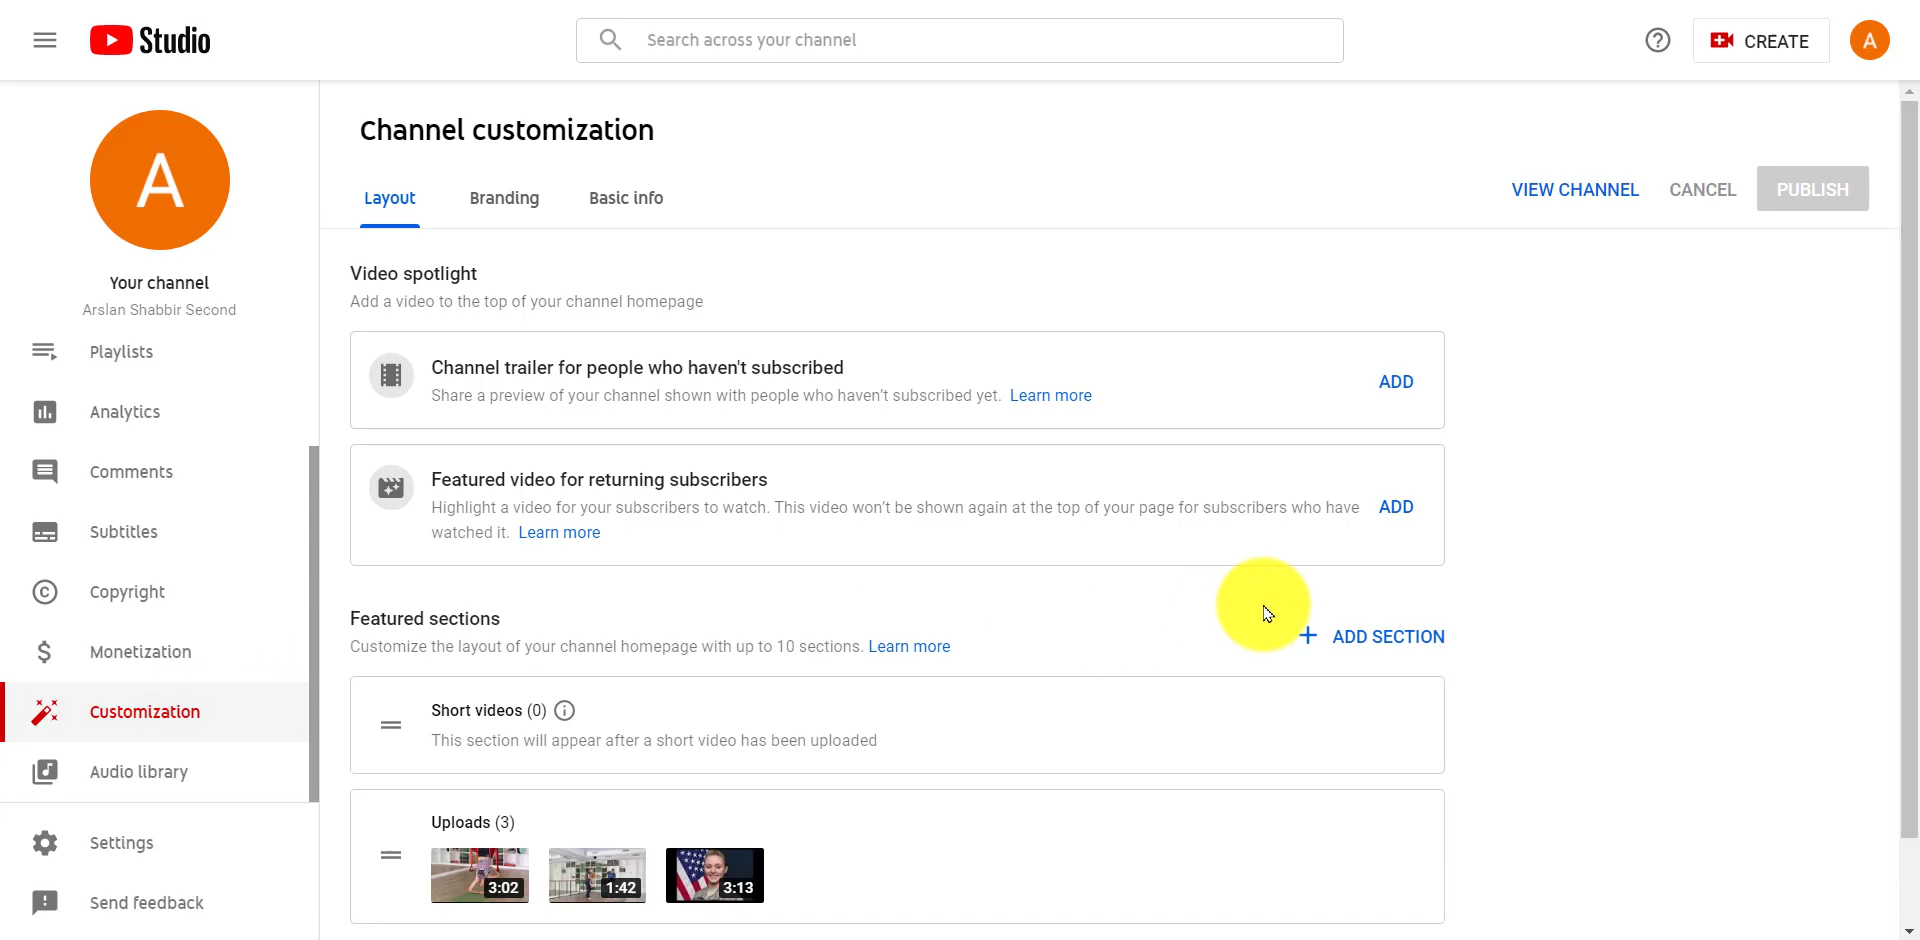 Studio
Search across your channel
CREATE
A
A
Your channel
Arslan Shabbir Second
Playlists
Analytics
Comments
Subtitles
Copyright
Monetization
Customization
Audio library
Settings
Send feedback
Channel customization
Layout
Branding
Basic info
VIEW CHANNEL
CANCEL
PUBLISH
Video spotlight
Add a video to the top of your channel homepage
Channel trailer for people who haven't subscribed
Share a preview of your channel shown with people who haven’t subscribed yet. Learn more
ADD
Featured video for returning subscribers
Highlight a video for your subscribers to watch. This video won’t be shown again at the top of your page for subscribers who have
watched it. Learn more
ADD
Featured sections
Customize the layout of your channel homepage with up to 10 sections. Learn more
ADD SECTION
Short videos (0)
This section will appear after a short video has been uploaded
Uploads (3)
3:02
1:42
3:13